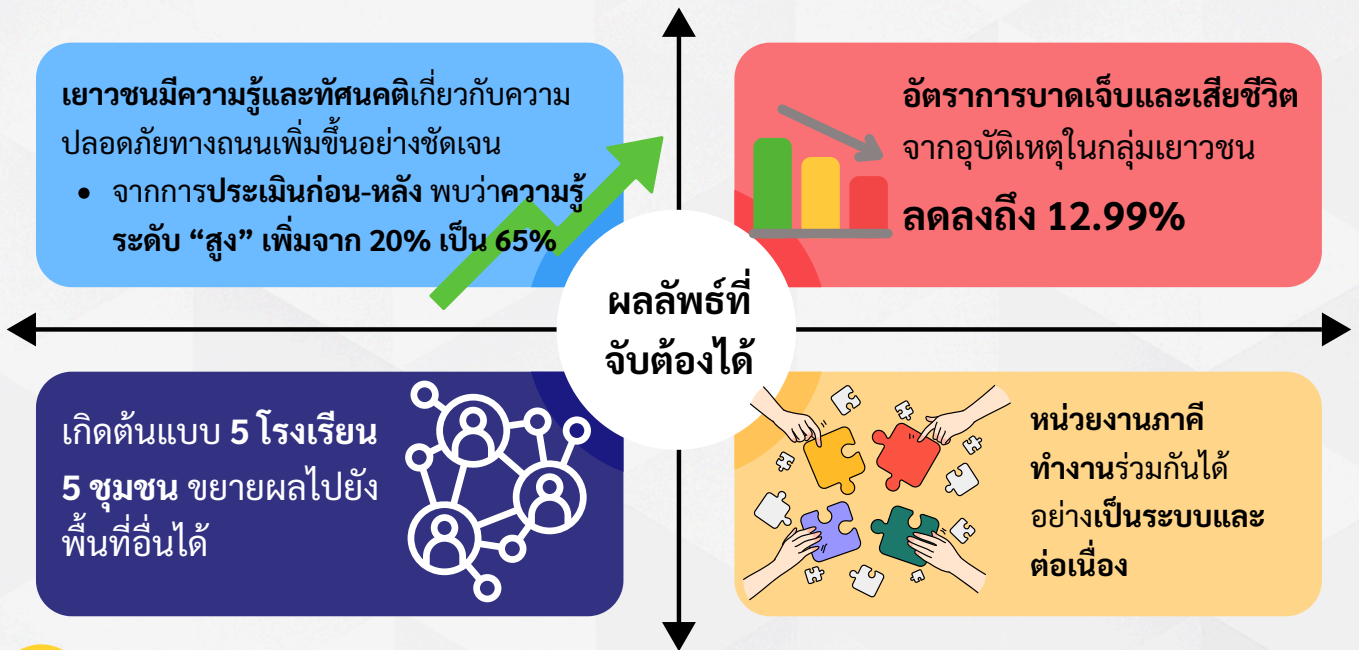 เยาวชนมีความรู้และทัศนคติเกี่ยวกับความ
ปลอดภัยทางถนนเพิ่มขึ้นอย่างชัดเจน
• จากการประเมินก่อน-หลัง พบว่าความรู้
ระดับ “สูง” เพิ่มจาก 20% เป็น 65%
อัตราการบาดเจ็บและเสียชีวิต
จากอุบัติเหตุในกลุ่มเยาวชน
ลดลงถึง 12.99%
ผลลัพธ์ที่
จับต้องได้
เกิดต้นแบบ 5 โรงเรียน
5 ชุมชน ขยายผลไปยัง
พื้นที่อื่นได้
หน่วยงานภาคี
ทำงานร่วมกันได้
อย่างเป็นระบบและ
ต่อเนื่อง